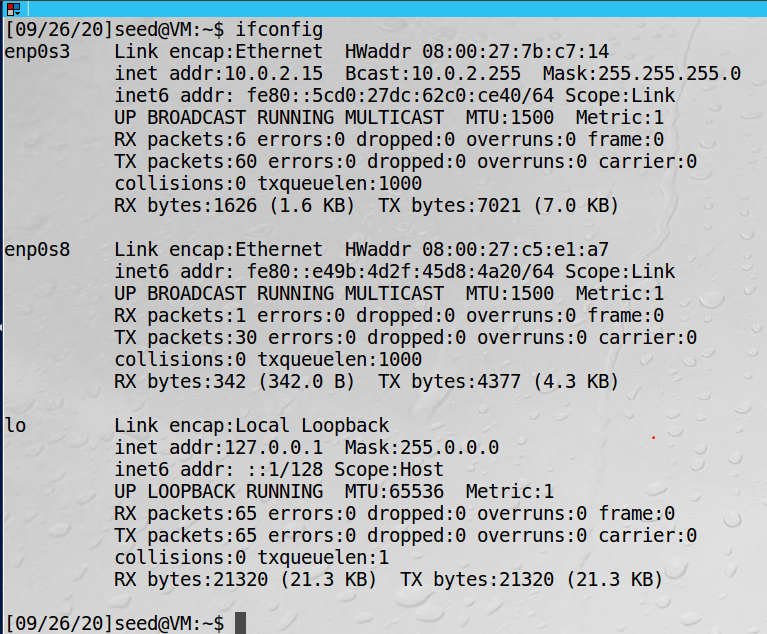 [09/26/20]seed@VM:~$ ifconfig
enp0s3    Link encap:Ethernet  HWaddr 08:00:27:7b:c7:14
          inet addr:10.0.2.15  Bcast:10.0.2.255  Mask:255.255.255.0
          inet6 addr: fe80::5cd0:27dc:62c0:ce40/64 Scope:Link
          UP BROADCAST RUNNING MULTICAST  MTU:1500  Metric:1
          RX packets:6 errors:0 dropped:0 overruns:0 frame:0
          TX packets:60 errors:0 dropped:0 overruns:0 carrier:0
          collisions:0 txqueuelen:1000
          RX bytes:1626 (1.6 KB)  TX bytes:7021 (7.0 KB)

enp0s8    Link encap:Ethernet  HWaddr 08:00:27:c5:e1:a7
          inet6 addr: fe80::e49b:4d2f:45d8:4a20/64 Scope:Link
          UP BROADCAST RUNNING MULTICAST  MTU:1500  Metric:1
          RX packets:1 errors:0 dropped:0 overruns:0 frame:0
          TX packets:30 errors:0 dropped:0 overruns:0 carrier:0
          collisions:0 txqueuelen:1000
          RX bytes:342 (342.0 B)  TX bytes:4377 (4.3 KB)

lo        Link encap:Local Loopback
          inet addr:127.0.0.1  Mask:255.0.0.0
          inet6 addr: ::1/128 Scope:Host
          UP LOOPBACK RUNNING  MTU:65536  Metric:1
          RX packets:65 errors:0 dropped:0 overruns:0 frame:0
          TX packets:65 errors:0 dropped:0 overruns:0 carrier:0
          collisions:0 txqueuelen:1
          RX bytes:21320 (21.3 KB)  TX bytes:21320 (21.3 KB)

[09/26/20]seed@VM:~$